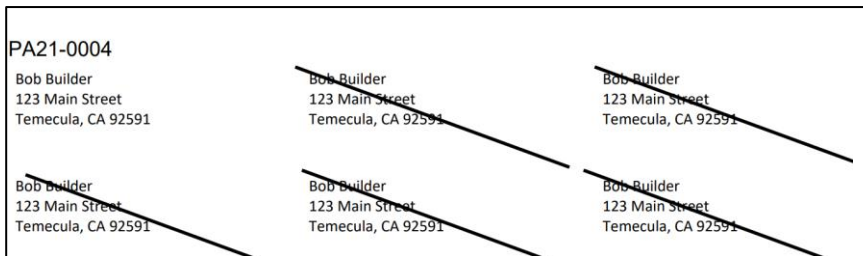 PA21-0004
Bob Builder
123 Main Street
Temecula, CA 92591
Bob Builder
123 Main Street
Temecula, CA 92591
Bob Builder
123 Main Street
Temecula, CA 92591
Bob Builder
123 Main Street
Temecula, CA 92591
Bob Builder
123 Main Street
Temecula, CA 92591
Bob Builder
123 Main Street
Temecula, CA 92591